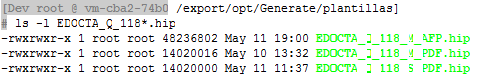 [Dev root @ vm-cba2-74b0 /export/opt/Generate/plantillas]
# ls -l EDOCTA_Q_118*.hip
-rwxrwxr-x 1 root root 48236802 May 11 19:00 EDOCTA_Q_118_M_AFP.hip
-rwxrwxr-x 1 root root 14020016 May 10 13:32 EDOCTA_Q_118_M_PDF.hip
-rwxrwxr-x 1 root root 14020000 May 11 11:37 EDOCTA_Q_118_S_PDF.hip